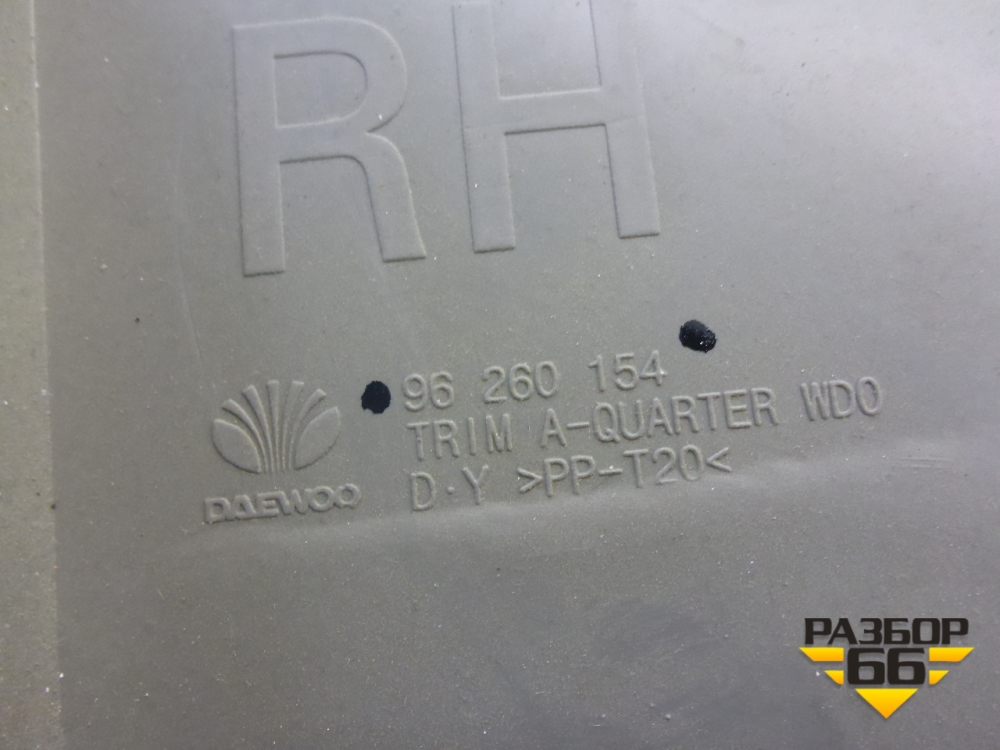 RH
96 260 154
TRIM A-QUARTER WDO
D·Y >PP-T20<
DAEWOO
РАЗБОР
66